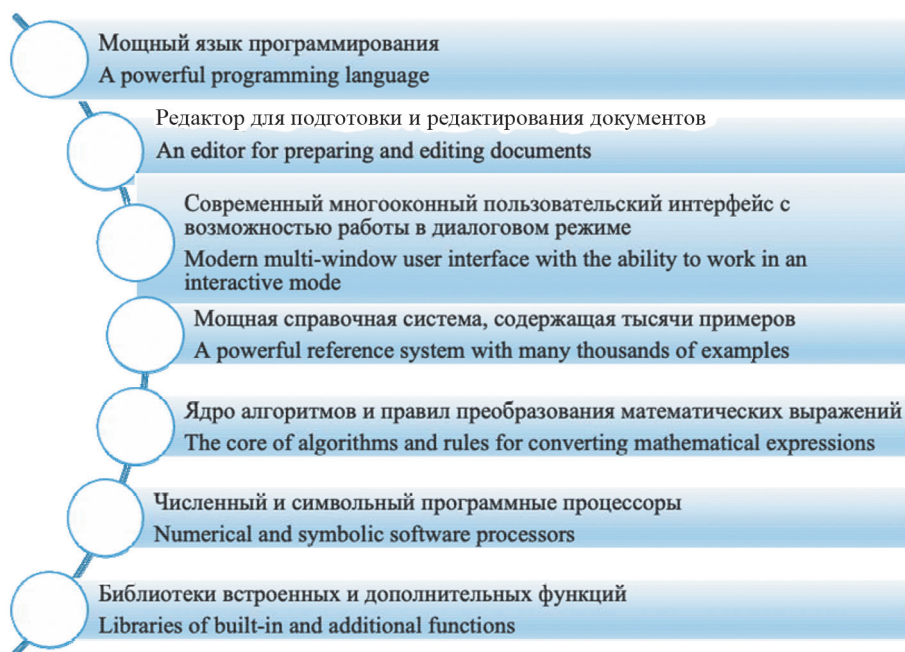 Мощный язык программирования
A powerful programming language
Редактор для подготовки и редактирования документов
An editor for preparing and editing documents
Современный многооконный пользовательский интерфейс с
возможностью работы в диалоговом режиме
Modern multi-window user interface with the ability to work in an
interactive mode
Мощная справочная система, содержащая тысячи примеров
A powerful reference system with many thousands of examples
Ядро алгоритмов и правил преобразования математических выражений
The core of algorithms and rules for converting mathematical expressions
Численный и символьный программные процессоры
Numerical and symbolic software processors
Библиотеки встроенных и дополнительных функций
Libraries of built-in and additional functions